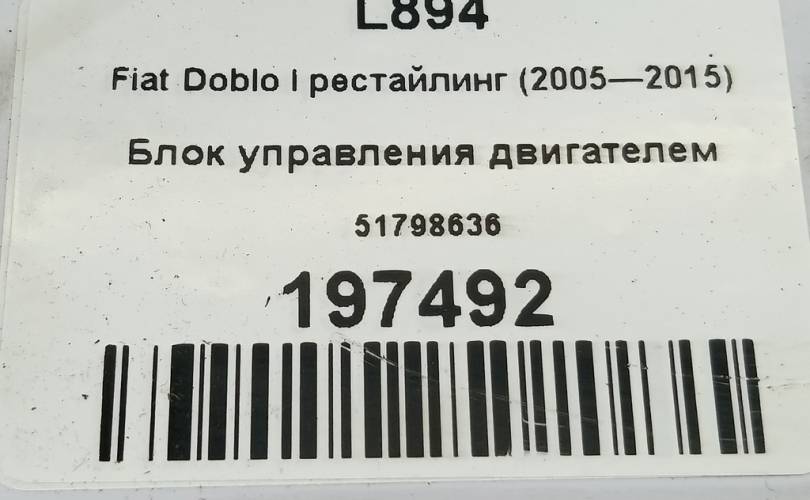 L894
Fiat Doblo I рестайлинг (2005—2015)
Блок управления двигателем
51798636
197492